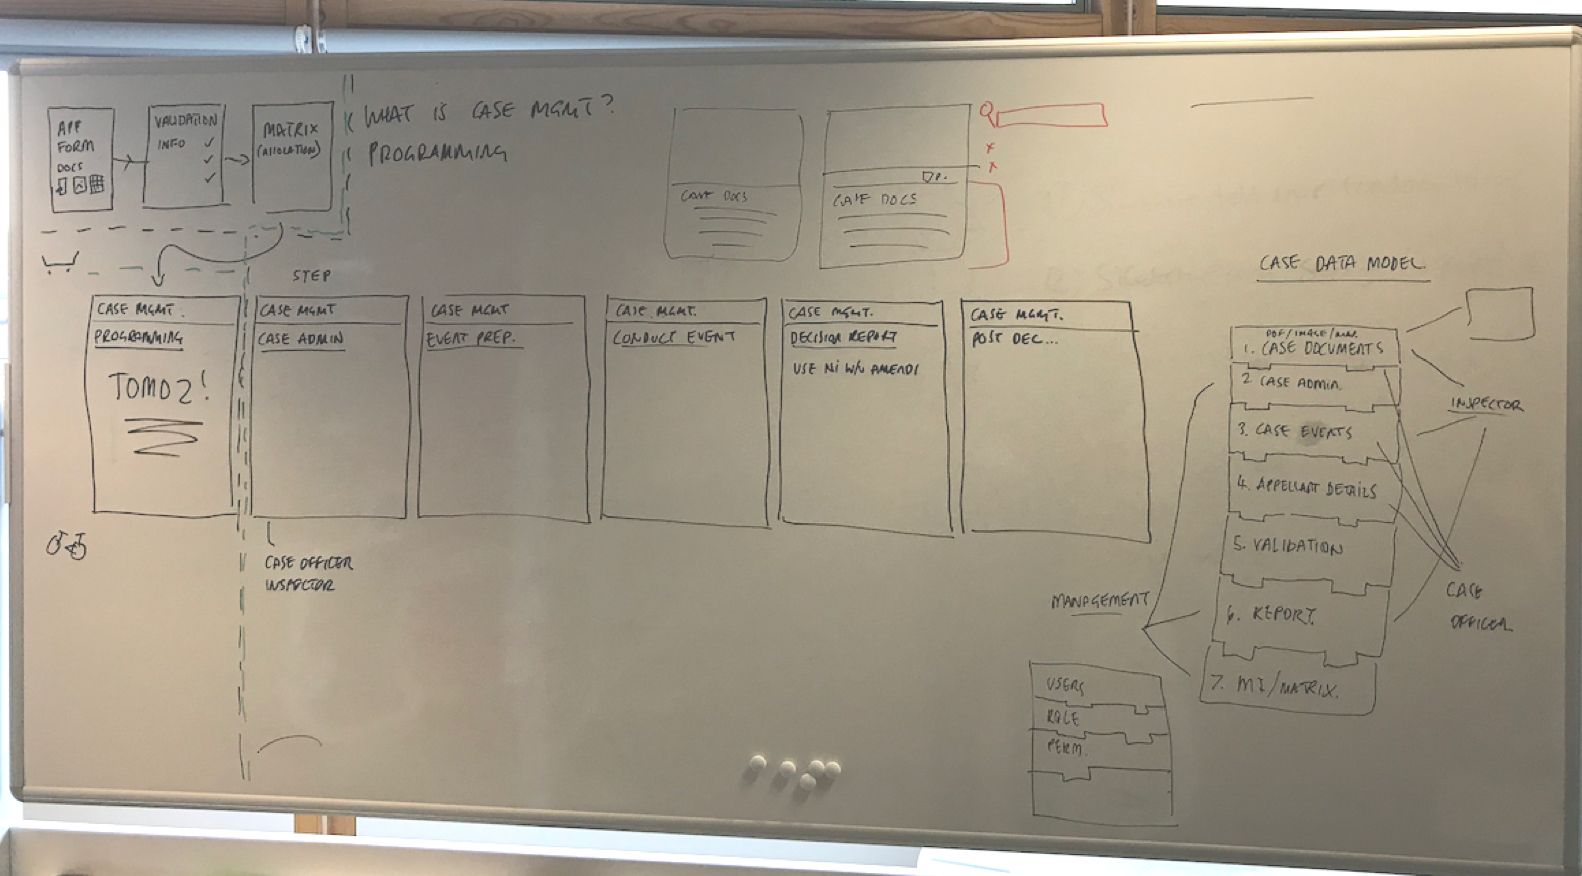 APP
FORM
DOCS
VALIDATION
INFO
MATRIX
(ALLOCATION)
WHAT IS CASE MGMT?
PROGRAMMING
CASE DOCS
CASE DOCS
STEP
CASE MGMT.
PROGRAMMING
TOMO2!
CASE MGMT
CASE ADMIN
CASE MGMT
EVENT PREP.
CASE MGMT.
CONDUCT EVENT
CASE MGMT.
DECISION REPORT
USE NI W/
CASE MGMT.
POST DEC...
CASE OFFICER
INSPECTOR
CASE DATA MODEL.
PDF/IMAGE/
1. CASE DOCUMENTS
2 CASE ADMIN.
3. CASE EVENTS
4. APPELLANT DETAILS
5. VALIDATION
6. REPORT.
7. MI/MATRIX.
INSPECTOR
CASE
OFFICER
MANAGEMENT
USERS
ROLE
PERM.